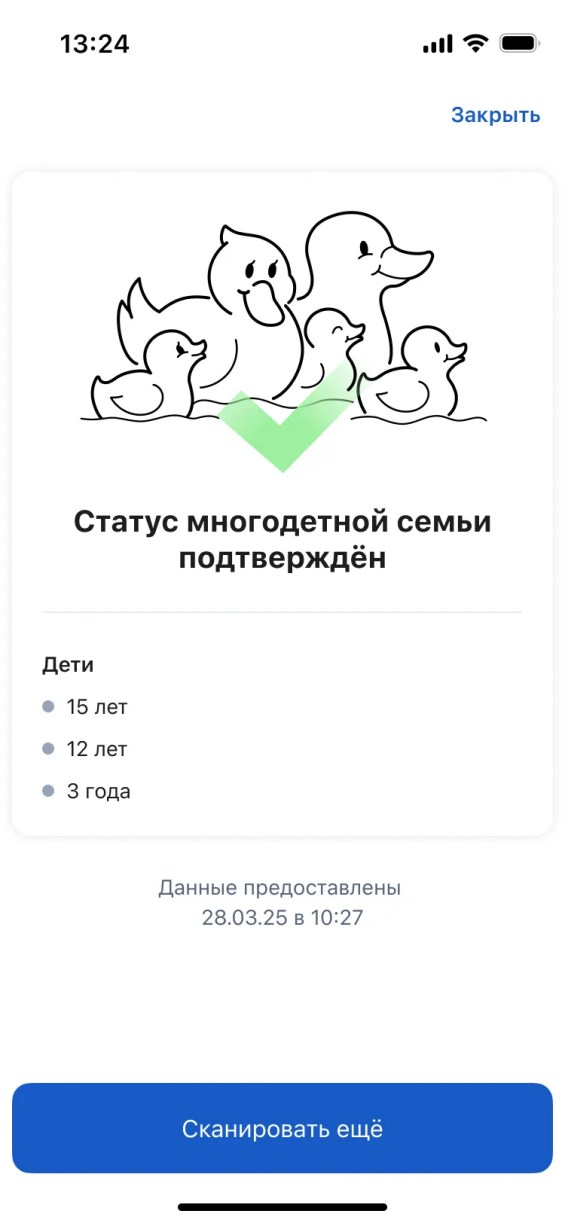 13:24
Закрыть
Статус многодетной семьи
подтверждён
Дети
15 лет
12 лет
3 года
Данные предоставлены
28.03.25 в 10:27
Сканировать ещё